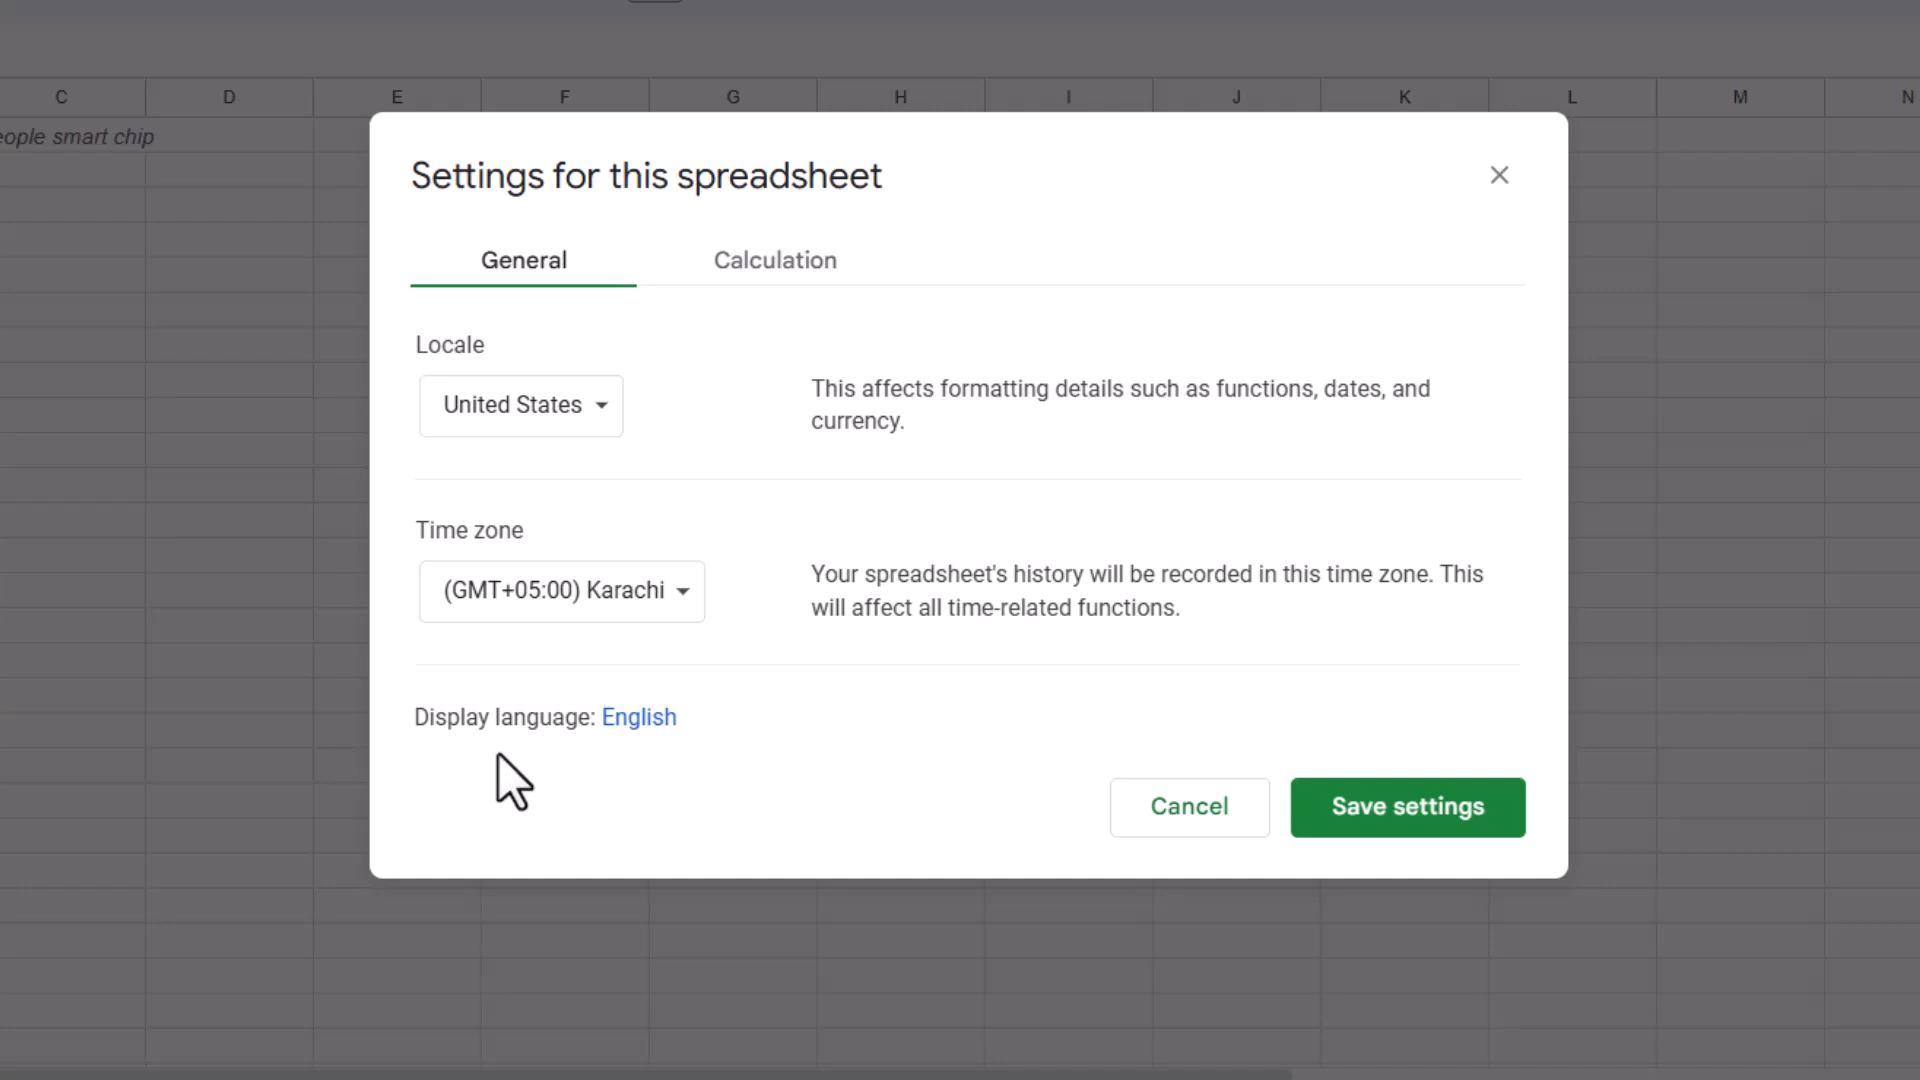 C D E F G H I J K L M N
eople smart chip
Settings for this spreadsheet
General Calculation
Locale
United States
This affects formatting details such as functions, dates, and
currency.
Time zone
(GMT+05:00) Karachi
Your spreadsheet's history will be recorded in this time zone. This
will affect all time-related functions.
Display language: English
Cancel Save settings